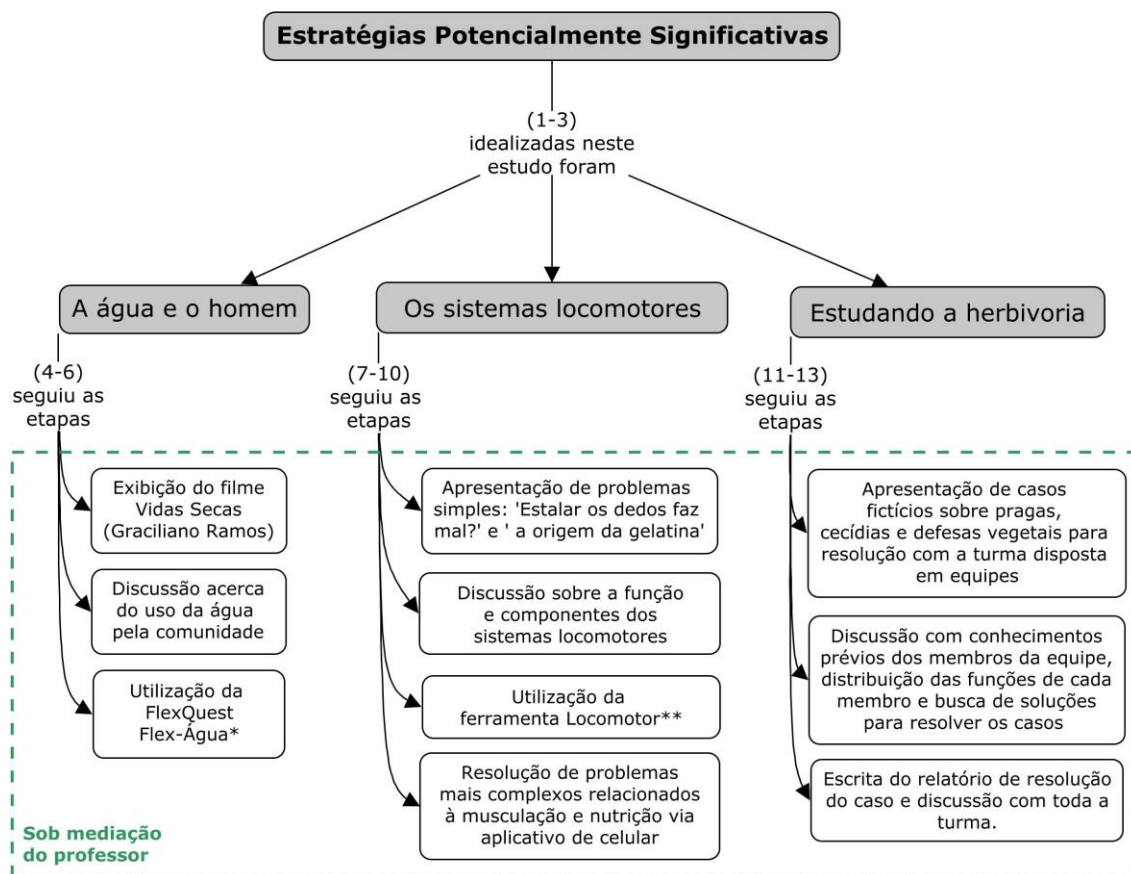 Estratégias Potencialmente Significativas
(1-3)
idealizadas neste
estudo foram
A água e o homem
Os sistemas locomotores
Estudando a herbivoria
(4-6)
seguiu as
etapas
(7-10)
seguiu as
etapas
(11-13)
seguiu as
etapas
Exibição do filme
Vidas Secas
(Graciliano Ramos)
Discussão acerca
do uso da água
pela comunidade
Utilização da
FlexQuest
Flex-Água*
Apresentação de problemas
simples: 'Estalar os dedos faz
mal?' e ' a origem da gelatina'
Discussão sobre a função
e componentes dos
sistemas locomotores
Utilização da
ferramenta Locomotor**
Resolução de problemas
mais complexos relacionados
à musculação e nutrição via
aplicativo de celular
Apresentação de casos
fictícios sobre pragas,
cecídias e defesas vegetais para
resolução com a turma disposta
em equipes
Discussão com conhecimentos
prévios dos membros da equipe,
distribuição das funções de cada
membro e busca de soluções
para resolver os casos
Escrita do relatório de resolução
do caso e discussão com toda a
turma.
Sob mediação
do professor